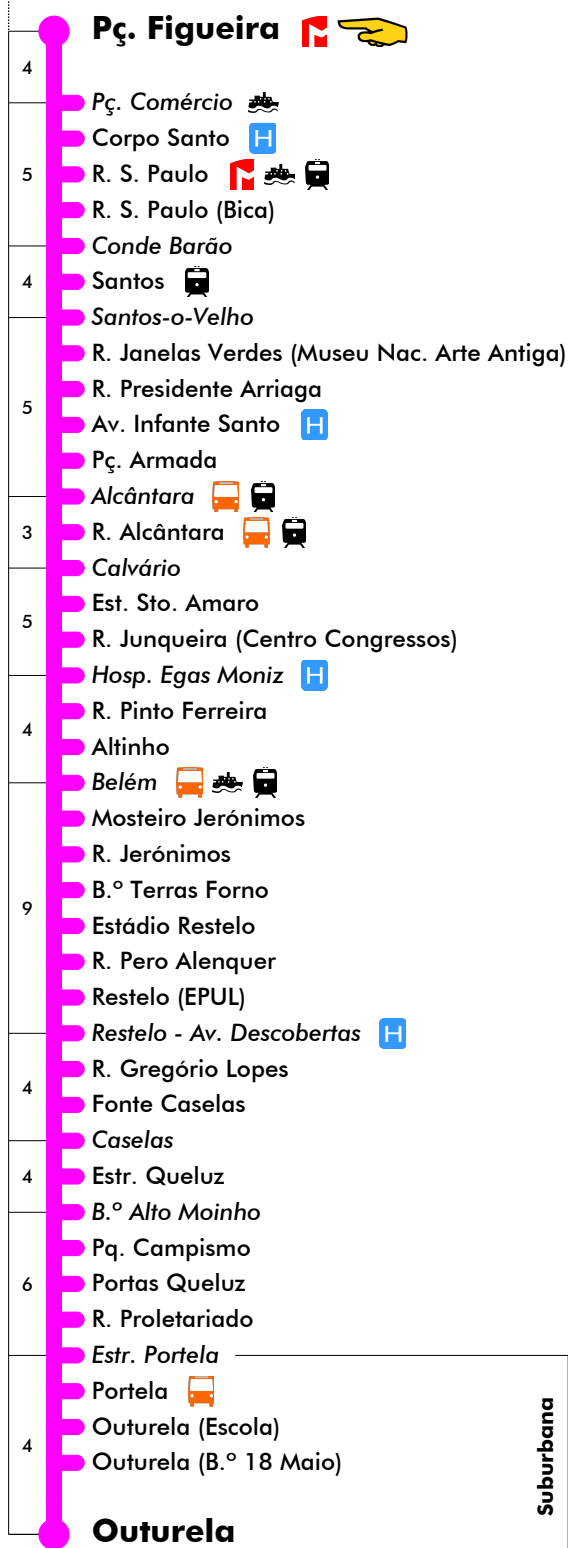 Pç. Figueira
4
Pç. Comércio
Corpo Santo H
5 R. S. Paulo
R. S. Paulo (Bica)
Conde Barão
4 Santos
Santos-o-Velho
R. Janelas Verdes (Museu Nac. Arte Antiga)
R. Presidente Arriaga
5
Av. Infante Santo H
Pç. Armada
Alcântara
3 R. Alcântara
Calvário
Est. Sto. Amaro
5
R. Junqueira (Centro Congressos)
Hosp. Egas Moniz H
R. Pinto Ferreira
4
Altinho
Belém
Mosteiro Jerónimos
R. Jerónimos
B.º Terras Forno
9
Estádio Restelo
R. Pero Alenquer
Restelo (EPUL)
Restelo - Av. Descobertas H
R. Gregório Lopes
4
Fonte Caselas
Caselas
4 Estr. Queluz
B.º Alto Moinho
Pq. Campismo
6 Portas Queluz
R. Proletariado
Estr. Portela
Portela
Outurela (Escola)
4
Outurela (B.º 18 Maio)
Outurela
Suburbana